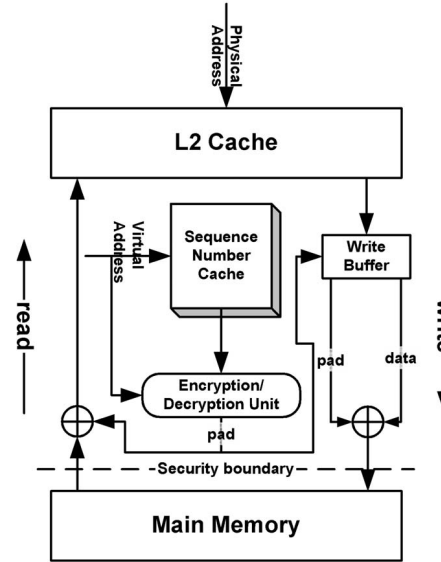 Physical
Address
L2 Cache
Virtual
Address
Sequence
Number
Cache
Write
Buffer
read
pad
data
Encryption/
Decryption Unit
pad
Security boundary
Main Memory